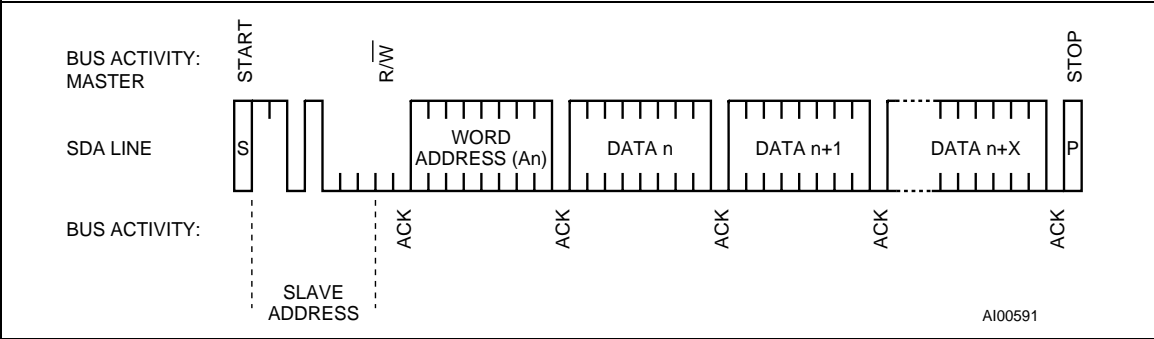 BUS ACTIVITY:
MASTER
START
R/W
STOP
SDA LINE
S
WORD
ADDRESS (An)
DATA n
DATA n+1
DATA n+X
P
BUS ACTIVITY:
ACK
ACK
ACK
ACK
ACK
SLAVE
ADDRESS
AI00591